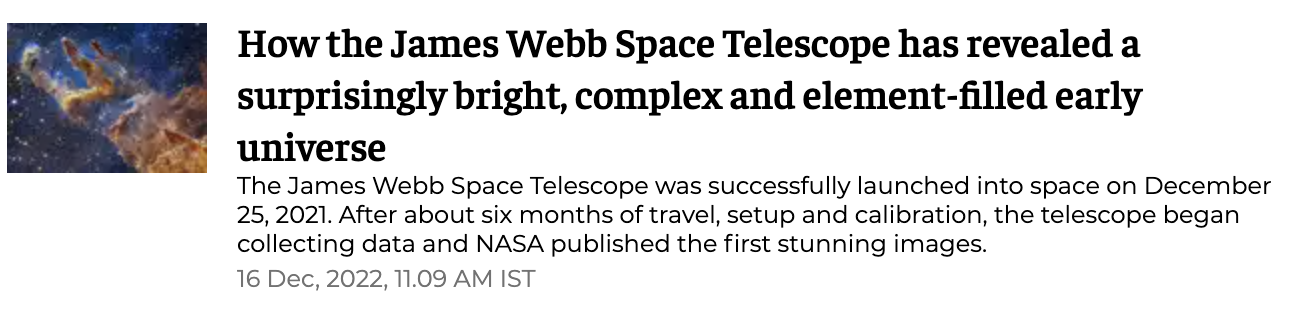 How the James Webb Space Telescope has revealed a
surprisingly bright, complex and element-filled early
universe
The James Webb Space Telescope was successfully launched into space on December
25, 2021. After about six months of travel, setup and calibration, the telescope began
collecting data and NASA published the first stunning images.
16 Dec, 2022, 11.09 AM IST